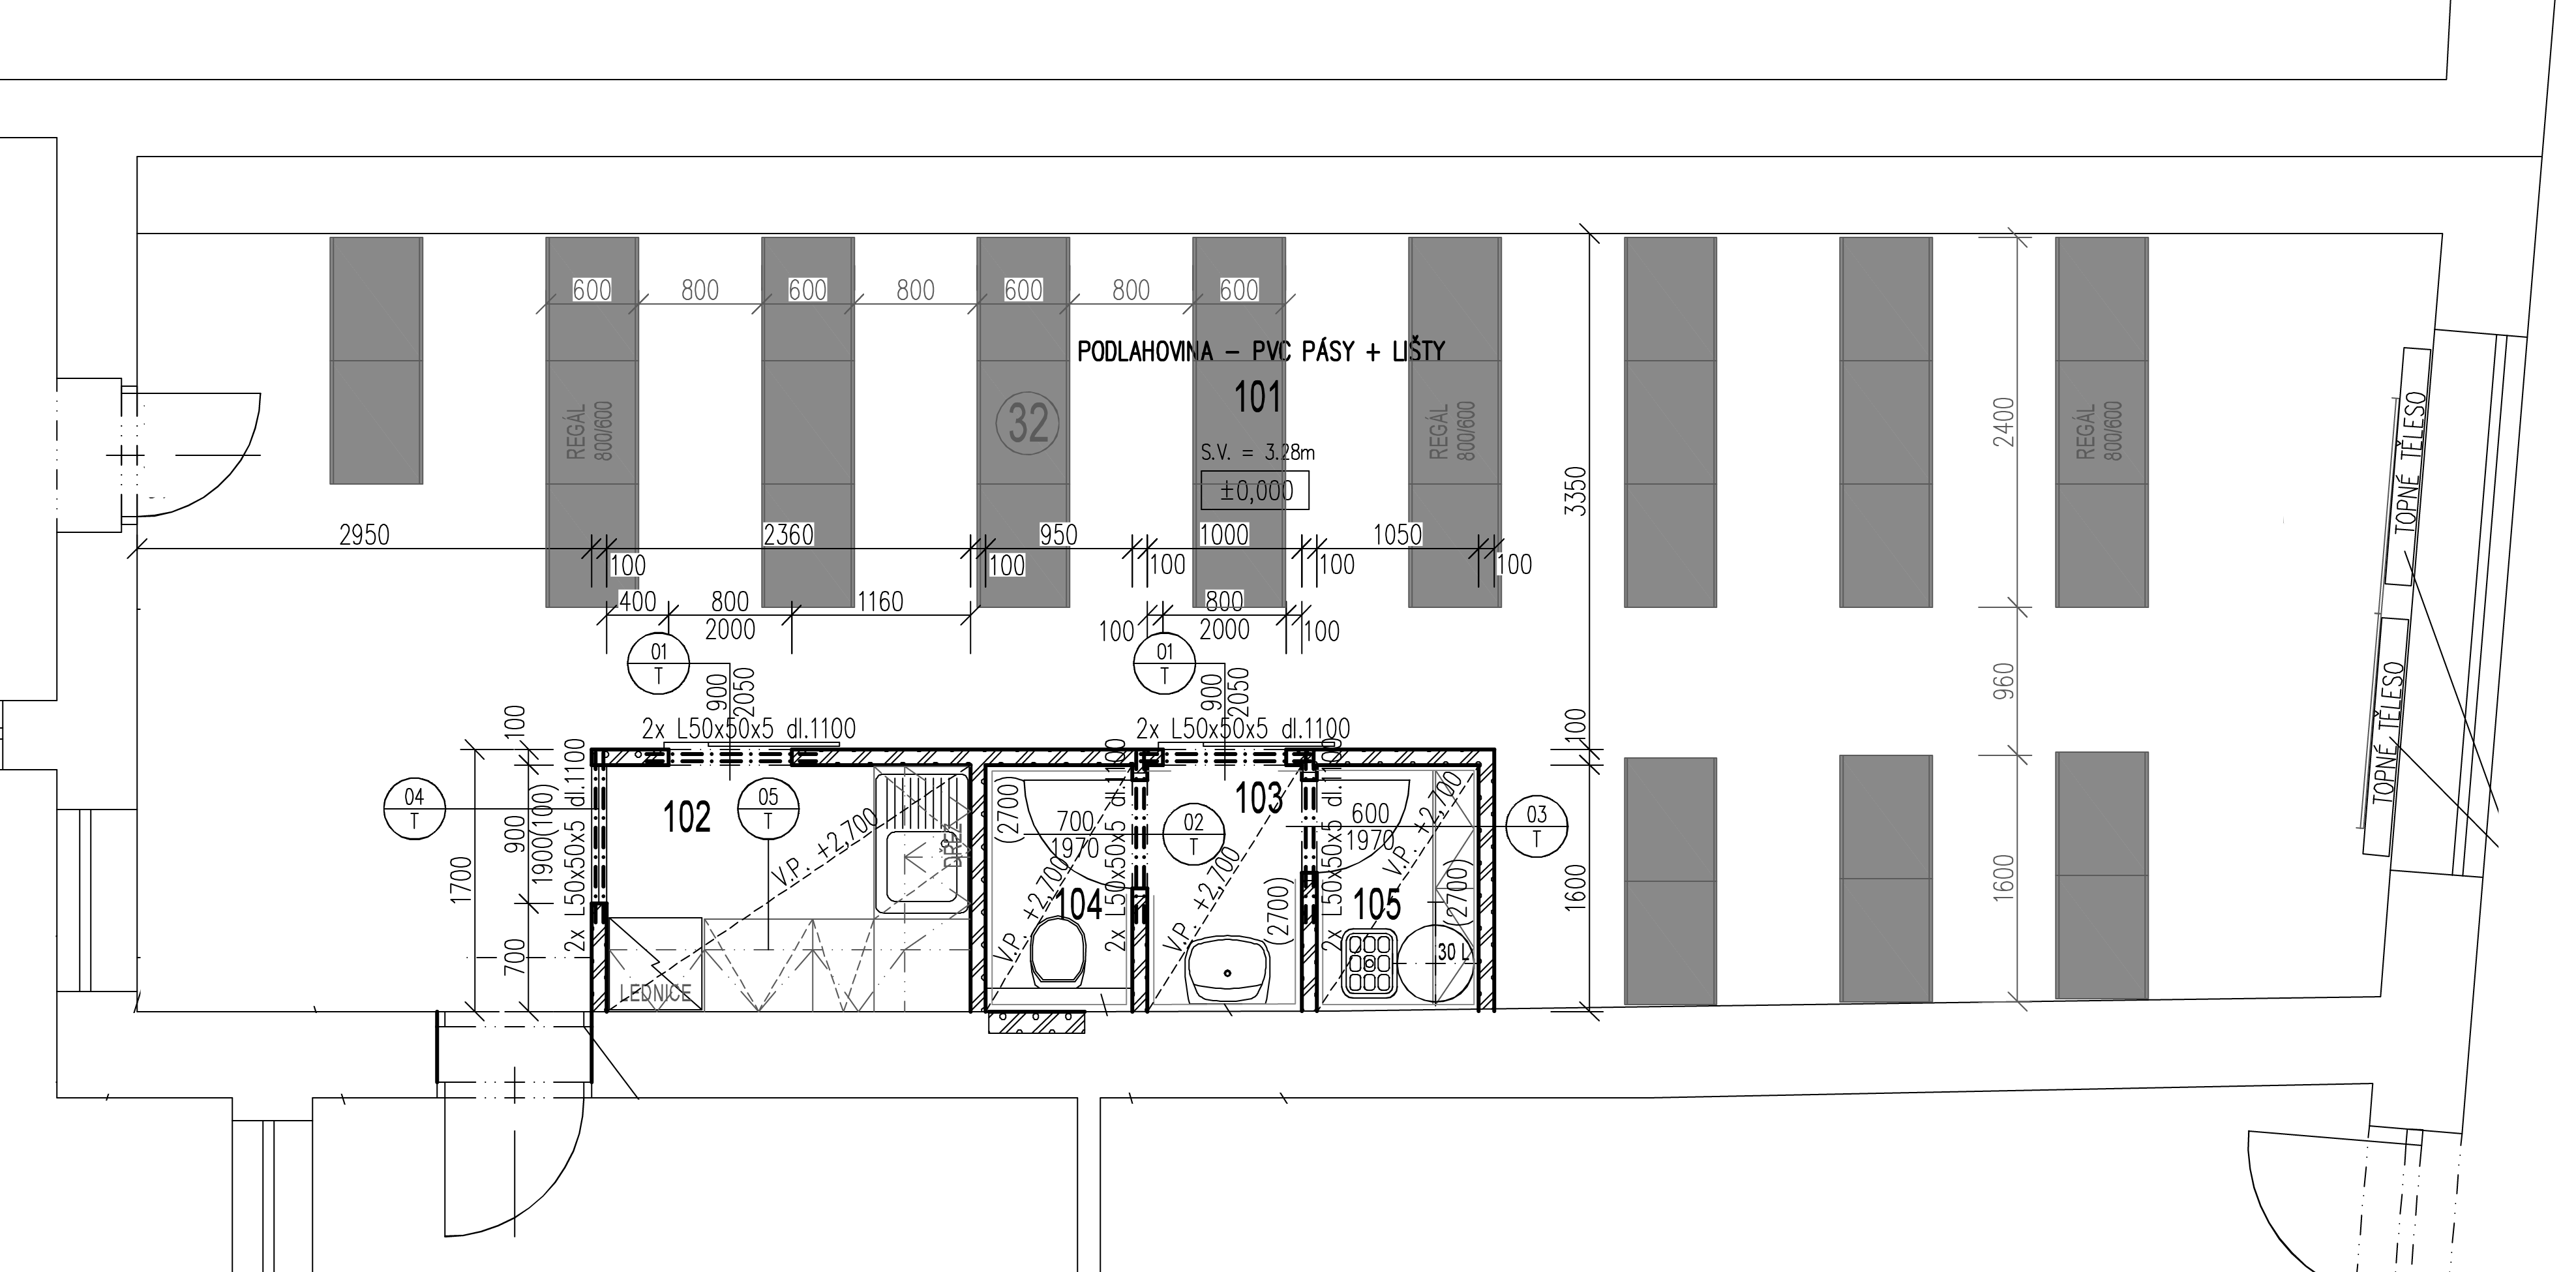 600
800
600
800
600
800
600
PODLAHOVINA – PVC PÁSY + LIŠTY
101
32
S.V. = 3.28m
±0,000
REGÁL
800/600
REGÁL
800/600
REGÁL
800/600
2400
3350
TOPNÉ TĚLESO
2950
2360
950
1000
1050
100
100
100
100
100
400
800
1160
2000
100
800
2000
100
01
T
01
T
900
2050
900
2050
960
TOPNÉ TĚLESO
2x L50x50x5 dl.1100
2x L50x50x5 dl.1100
100
100
04
T
1700
900
1900(100)
700
2x L50x50x5 dl.1100
102
05
T
V.P. +2,700
DŘEZ
LEDNICE
(2700)
700
1970
V.P. +2,700
104
2x L50x50x5 dl.1100
02
T
103
V.P. +2,700
(2700)
2x L50x50x5 dl.1100
600
1970
V.P. +2,700
105
(2700)
30 L
03
T
1600
1600